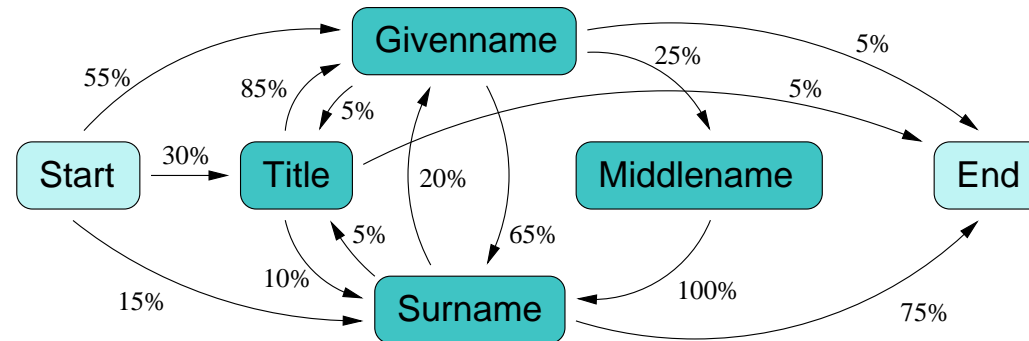 Givenname
5%
25%
55%
85%
5%
5%
30%
Start
Title
20%
Middlename
End
5%
65%
10%
100%
15%
Surname
75%